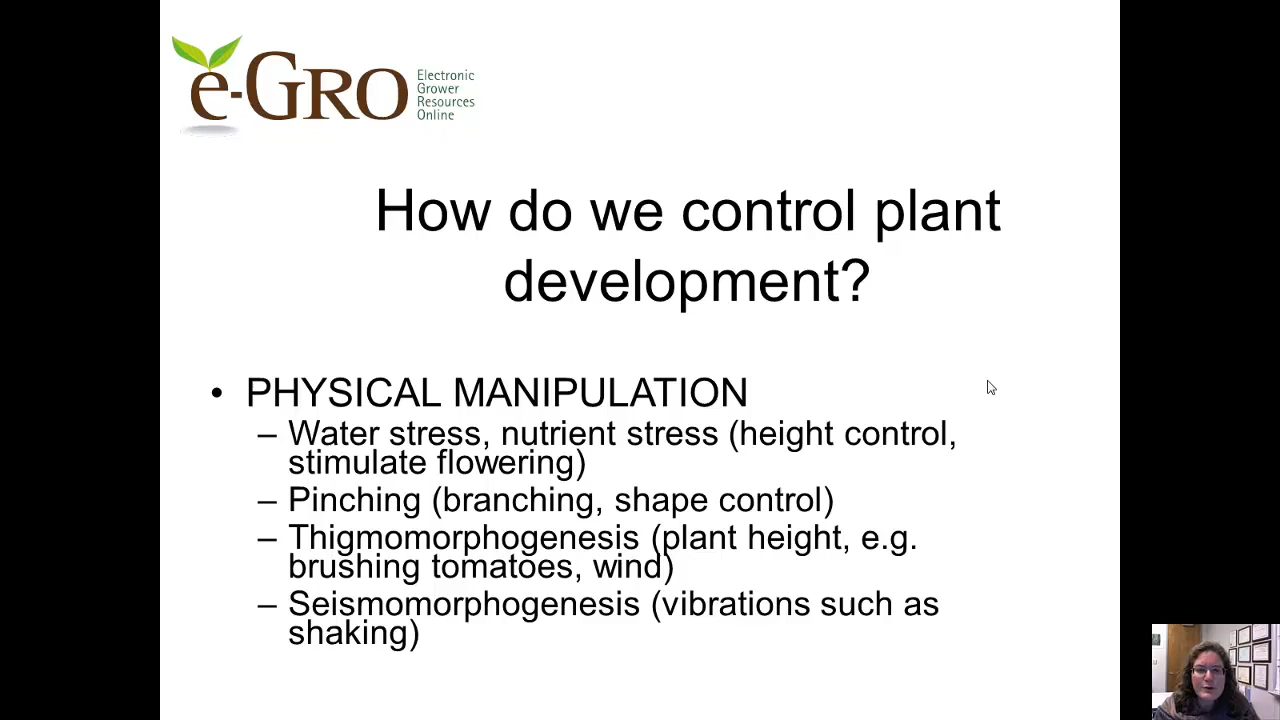 e-GRO
Electronic
Grower
Resources
Online
How do we control plant
development?
• PHYSICAL MANIPULATION
– Water stress, nutrient stress (height control,
stimulate flowering)
– Pinching (branching, shape control)
– Thigmomorphogenesis (plant height, e.g.
brushing tomatoes, wind)
– Seismomorphogenesis (vibrations such as
shaking)